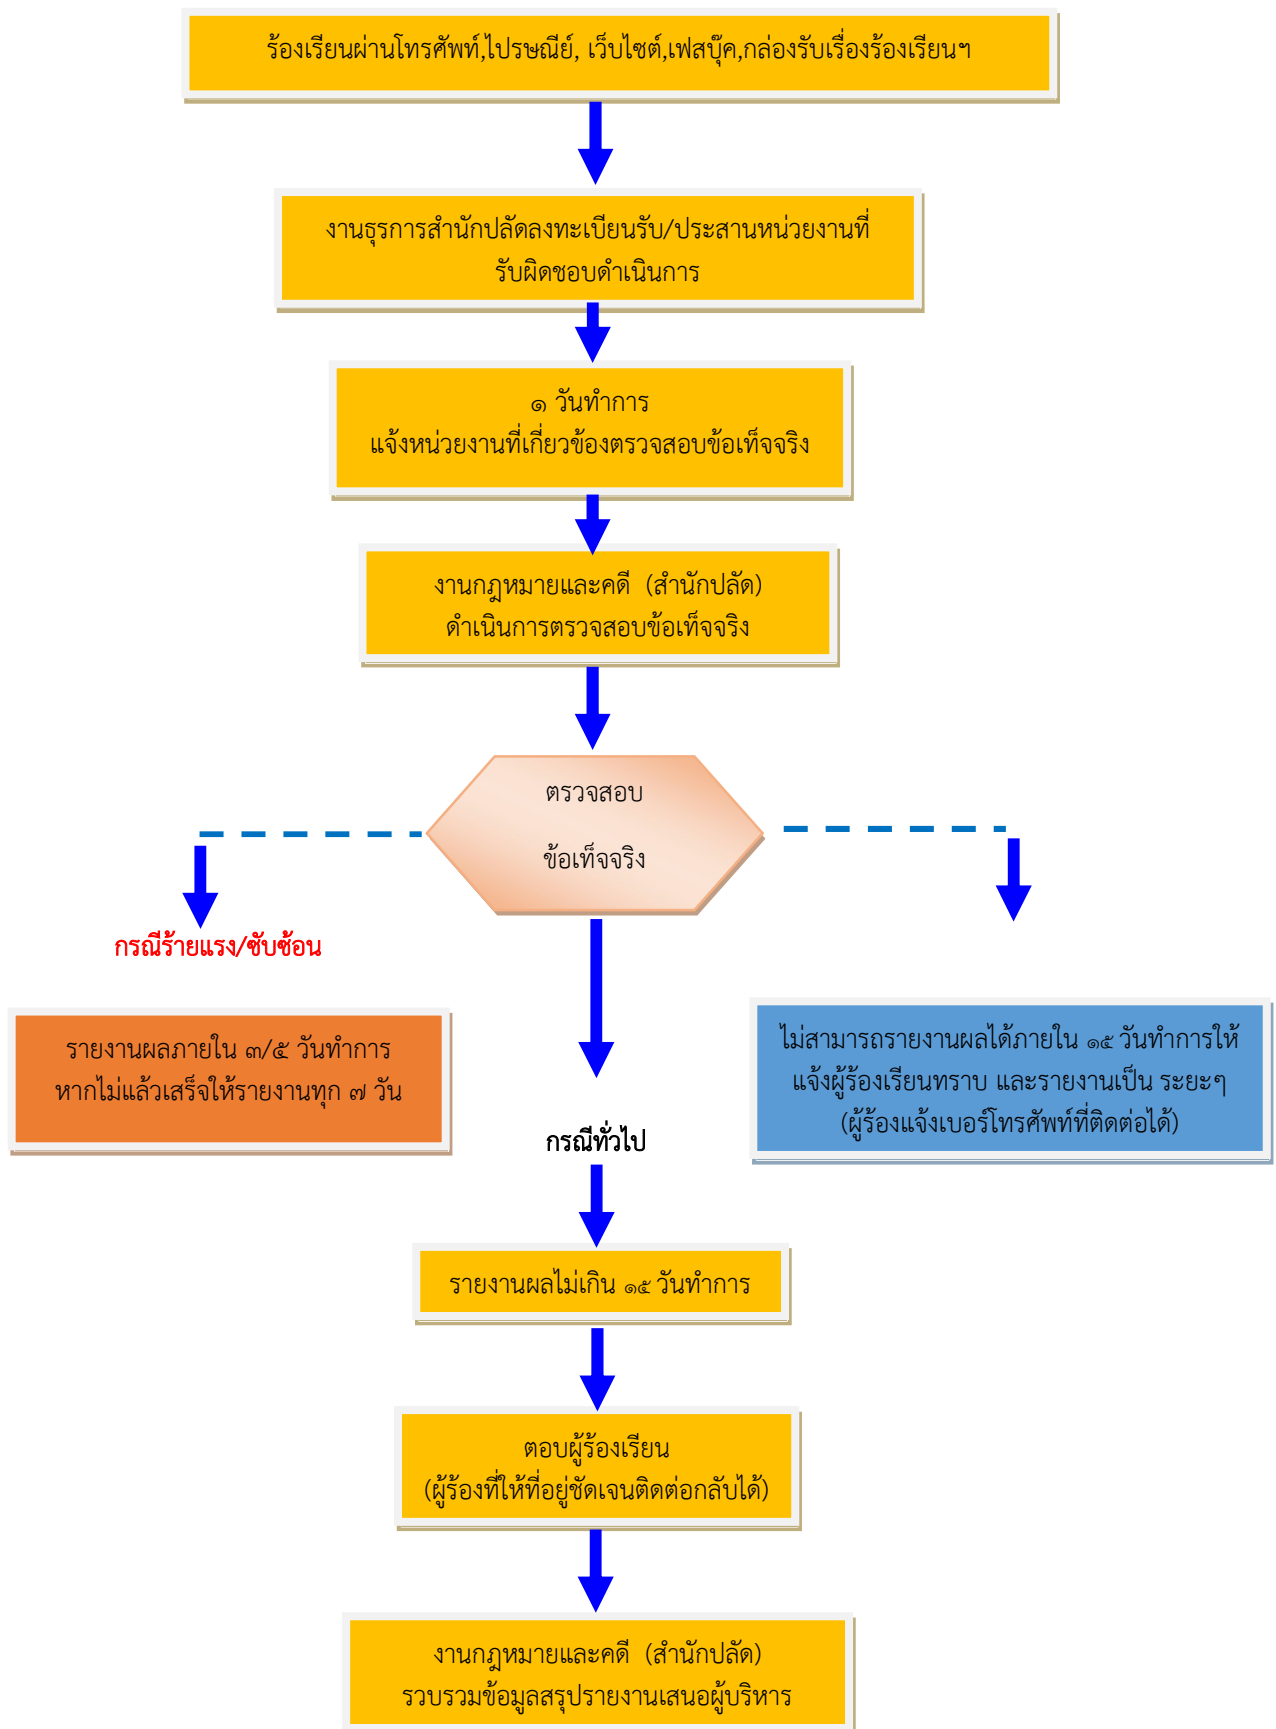 ร้องเรียนผ่านโทรศัพท์,ไปรษณีย์, เว็บไซต์,เฟสบุ๊ค,กล่องรับเรื่องร้องเรียนฯ
งานธุรการสำนักปลัดลงทะเบียนรับ/ประสานหน่วยงานที่
รับผิดชอบดำเนินการ
๑ วันทำการ
แจ้งหน่วยงานที่เกี่ยวข้องตรวจสอบข้อเท็จจริง
งานกฎหมายและคดี (สำนักปลัด)
ดำเนินการตรวจสอบข้อเท็จจริง
ตรวจสอบ
ข้อเท็จจริง
กรณีร้ายแรง/ซับซ้อน
รายงานผลภายใน ๓/๕ วันทำการ
หากไม่แล้วเสร็จให้รายงานทุก ๗ วัน
ไม่สามารถรายงานผลได้ภายใน ๑๕ วันทำการให้
แจ้งผู้ร้องเรียนทราบ และรายงานเป็น ระยะๆ
(ผู้ร้องแจ้งเบอร์โทรศัพท์ที่ติดต่อได้)
กรณีทั่วไป
รายงานผลไม่เกิน ๑๕ วันทำการ
ตอบผู้ร้องเรียน
(ผู้ร้องที่ให้ที่อยู่ชัดเจนติดต่อกลับได้)
งานกฎหมายและคดี (สำนักปลัด)
รวบรวมข้อมูลสรุปรายงานเสนอผู้บริหาร